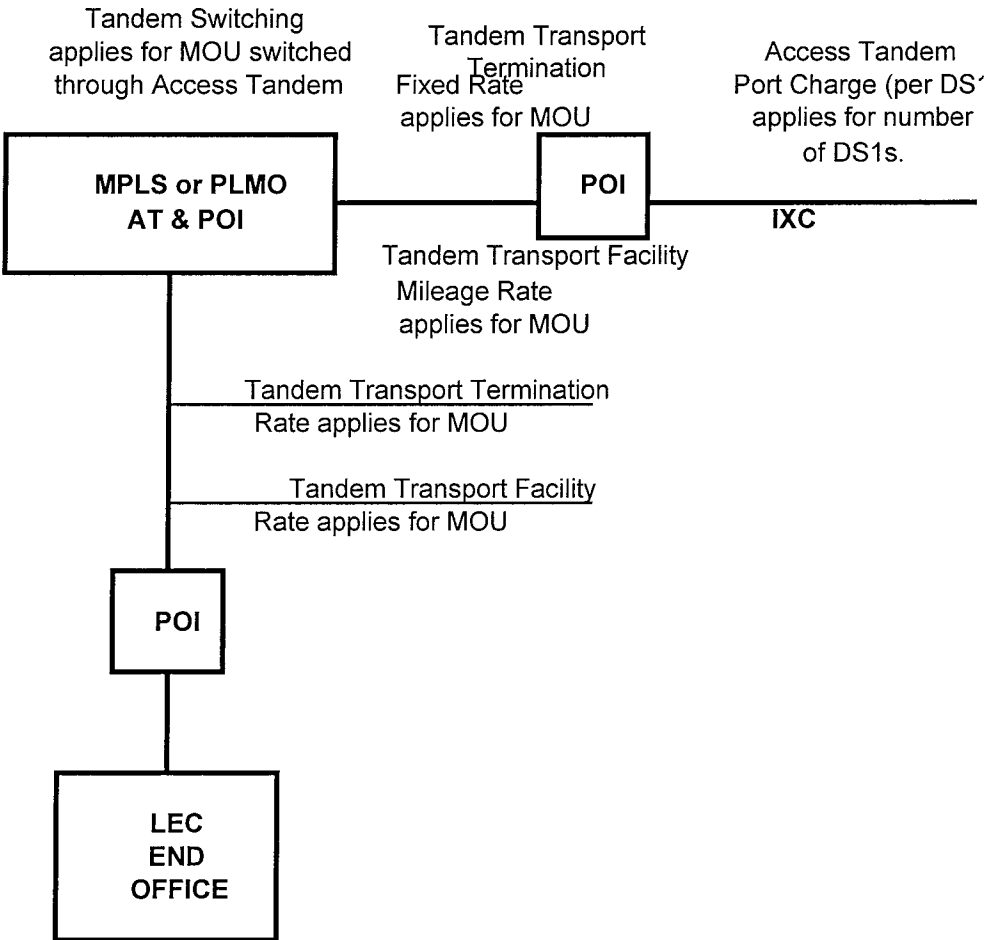 Tandem Switching
applies for MOU switched
through Access Tandem
Tandem Transport
Termination
Fixed Rate
applies for MOU
Access Tandem
Port Charge (per DS1
applies for number
of DS1s.
MPLS or PLMO
AT & POI
POI
IXC
Tandem Transport Facility
Mileage Rate
applies for MOU
Tandem Transport Termination
Rate applies for MOU
Tandem Transport Facility
Rate applies for MOU
POI
LEC
END
OFFICE